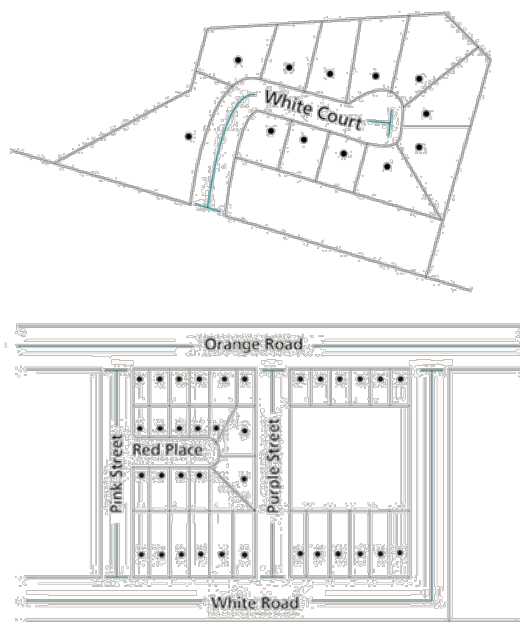 White Court
Orange Road
Pink Street
Red Place
Purple Street
White Road